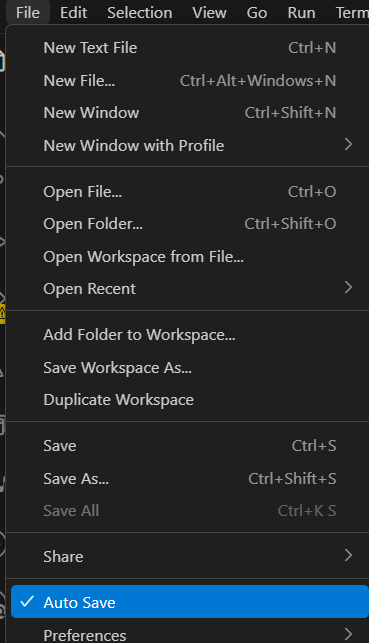 File Edit Selection View Go Run Term
New Text File Ctrl+N
New File... Ctrl+Alt+Windows+N
New Window Ctrl+Shift+N
New Window with Profile
Open File... Ctrl+O
Open Folder... Ctrl+Shift+O
Open Workspace from File...
Open Recent
Add Folder to Workspace...
Save Workspace As...
Duplicate Workspace
Save Ctrl+S
Save As... Ctrl+Shift+S
Save All Ctrl+K S
Share
Auto Save
Preferences